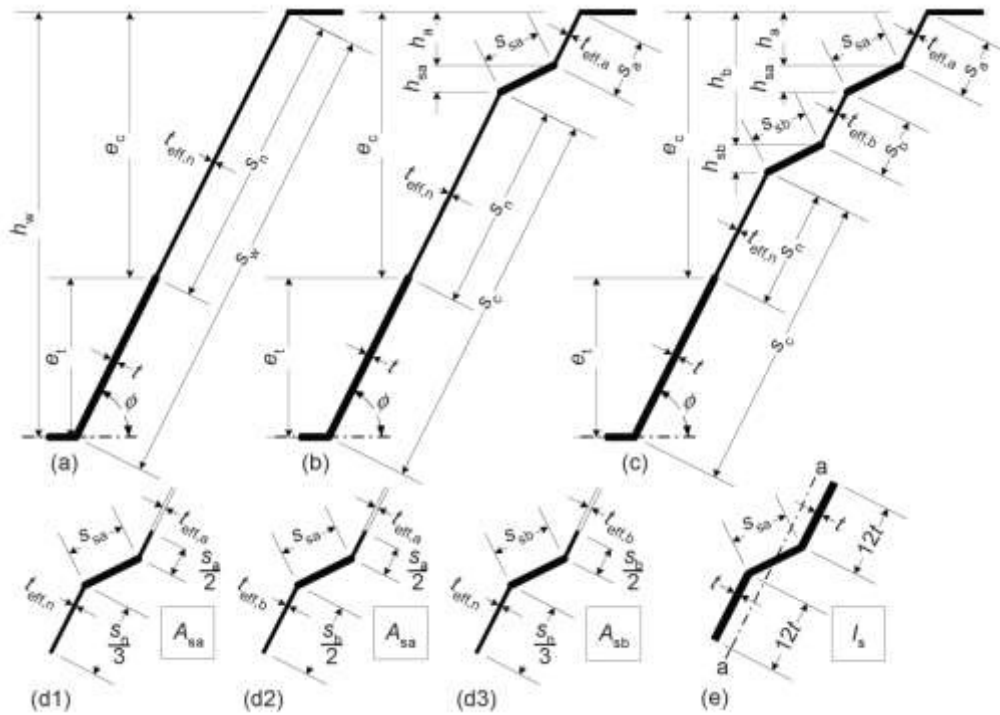 h_w
e_c
e_t
t_eff,n
s_n
s_w
t
ϕ
(a)
h_a
h_sa
s_sa
t_eff,a
s_a
e_c
t_eff,n
s_n
s_c
e_t
t
ϕ
(b)
h_a
h_b
h_sa
h_sb
s_sa
t_eff,a
s_a
s_sb
t_eff,b
s_b
e_c
t_eff,n
s_n
s_c
e_t
t
ϕ
(c)
s_sa
t_eff,a
s_a/2
t_eff,n
s_n/3
A_sa
(d1)
s_sa
t_eff,a
s_a/2
t_eff,b
s_b/2
A_sa
(d2)
s_sb
t_eff,b
s_b/2
t_eff,n
s_n/3
A_sb
(d3)
a
s_sa
t
12t
t
12t
a
I_s
(e)